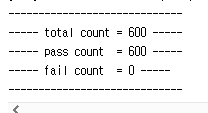 -----------------------------
----- total count  = 600 -----
----- pass count  = 600 -----
----- fail count  = 0 -----
-----------------------------